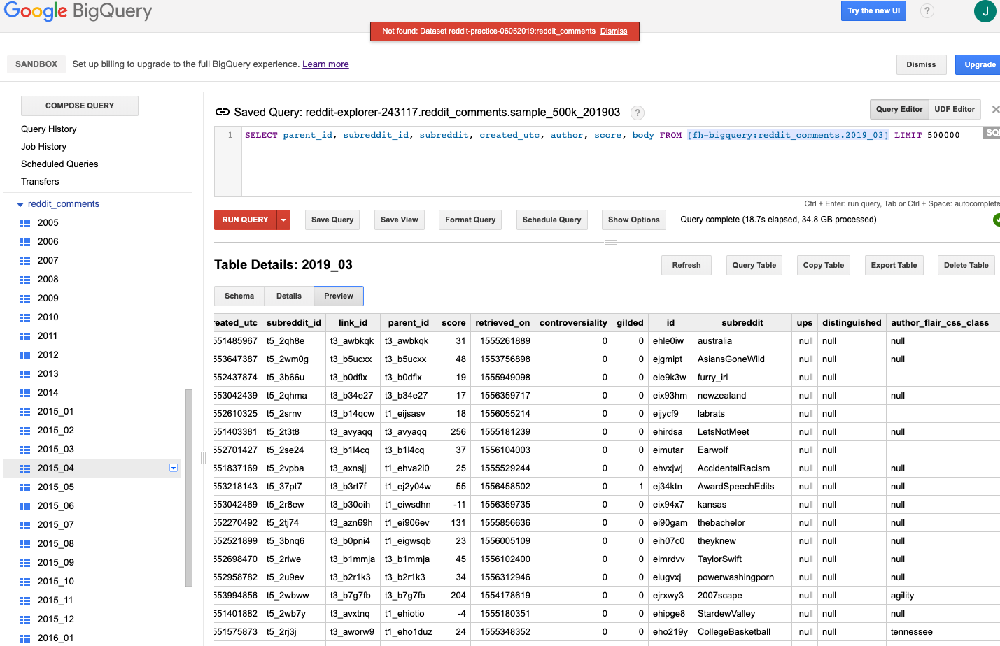 Google BigQuery
Try the new UI
?
J
Not found: Dataset reddit-practice-06052019:reddit_comments Dismiss
SANDBOX Set up billing to upgrade to the full BigQuery experience. Learn more
Dismiss
Upgrade
COMPOSE QUERY
Query History
Job History
Scheduled Queries
Transfers
reddit_comments
2005
2006
2007
2008
2009
2010
2011
2012
2013
2014
2015_01
2015_02
2015_03
2015_04
2015_05
2015_06
2015_07
2015_08
2015_09
2015_10
2015_11
2015_12
2016_01
Saved Query: reddit-explorer-243117.reddit_comments.sample_500k_201903 ?
Query Editor UDF Editor
1 SELECT parent_id, subreddit_id, subreddit, created_utc, author, score, body FROM [fh-bigquery:reddit_comments.2019_03] LIMIT 500000
Ctrl + Enter: run query, Tab or Ctrl + Space: autocomplete
RUN QUERY Save Query Save View Format Query Schedule Query Show Options Query complete (18.7s elapsed, 34.8 GB processed)
Table Details: 2019_03
Refresh Query Table Copy Table Export Table Delete Table
Schema Details Preview
subreddit_id link_id parent_id score retrieved_on controversiality gilded id subreddit ups distinguished author_flair_css_class
551485967 t5_2qh8e t3_awbkqk t3_awbkqk 31 1555261889 0 0 ehle0iw australia null null null
553647387 t5_2wm0g t3_b5ucxx t3_b5ucxx 48 1553756898 0 0 ejgmipt AsiansGoneWild null null null
552437874 t5_3b66u t3_b0dflx t3_b0dflx 19 1555949098 0 0 eie9k3w furry_irl null null
553042439 t5_2qhma t3_b34e27 t3_b34e27 17 1556359717 0 0 eix93hm newzealand null null null
552610325 t5_2srnv t3_b14qcw t1_eijsasv 18 1556055214 0 0 eijycf9 labrats null null
551403381 t5_2t3t8 t3_avyaqq t3_avyaqq 256 1555181239 0 0 ehirdsa LetsNotMeet null null null
552701427 t5_2se24 t3_b1l4cq t3_b1l4cq 37 1556104003 0 0 eimutar Earwolf null null
551837169 t5_2vpba t3_axnsjj t1_ehva2i0 25 1555529244 0 0 ehvxjwj AccidentalRacism null null null
553218143 t5_37pt7 t3_b3rt7f t1_ej2y04w 55 1556458502 0 1 ej34ktn AwardSpeechEdits null null null
553042469 t5_2r8ew t3_b30oih t1_eiwsdhn -11 1556359735 0 0 eix94x7 kansas null null null
552270492 t5_2tj74 t3_azn69h t1_ei906ev 131 1555856636 0 0 ei90gam thebachelor null null null
552521899 t5_3bnq6 t3_b0pni4 t1_eigwsqb 23 1556005109 0 0 eih07c0 theyknew null null null
552698470 t5_2rlwe t3_b1mmja t3_b1mmja 45 1556102400 0 0 eimrdvv TaylorSwift null null null
552958782 t5_2u9ev t3_b2r1k3 t3_b2r1k3 34 1556312946 0 0 eiugvxj powerwashingporn null null null
553994856 t5_2wbww t3_b7g7fb t3_b7g7fb 204 1554178619 0 0 ejrxwy3 2007scape null null agility
551401882 t5_2wb7y t3_avxtnq t1_ehiotio -4 1555180351 0 0 ehipge8 StardewValley null null null
551575873 t5_2rj3j t3_aworw9 t1_eho1duz 24 1555348352 0 0 eho219y CollegeBasketball null null tennessee